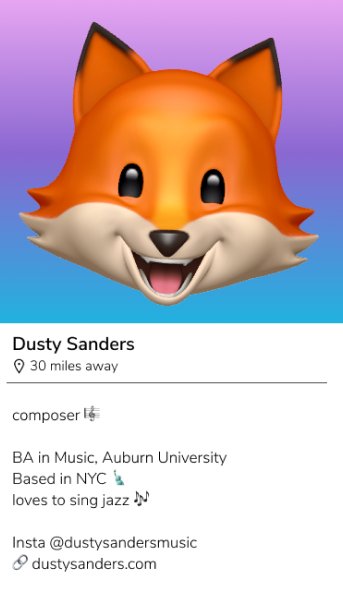 Dusty Sanders
30 miles away
composer 🎼
BA in Music, Auburn University
Based in NYC 🗽
loves to sing jazz 🎶
Insta @dustysandersmusic
🔗 dustysanders.com